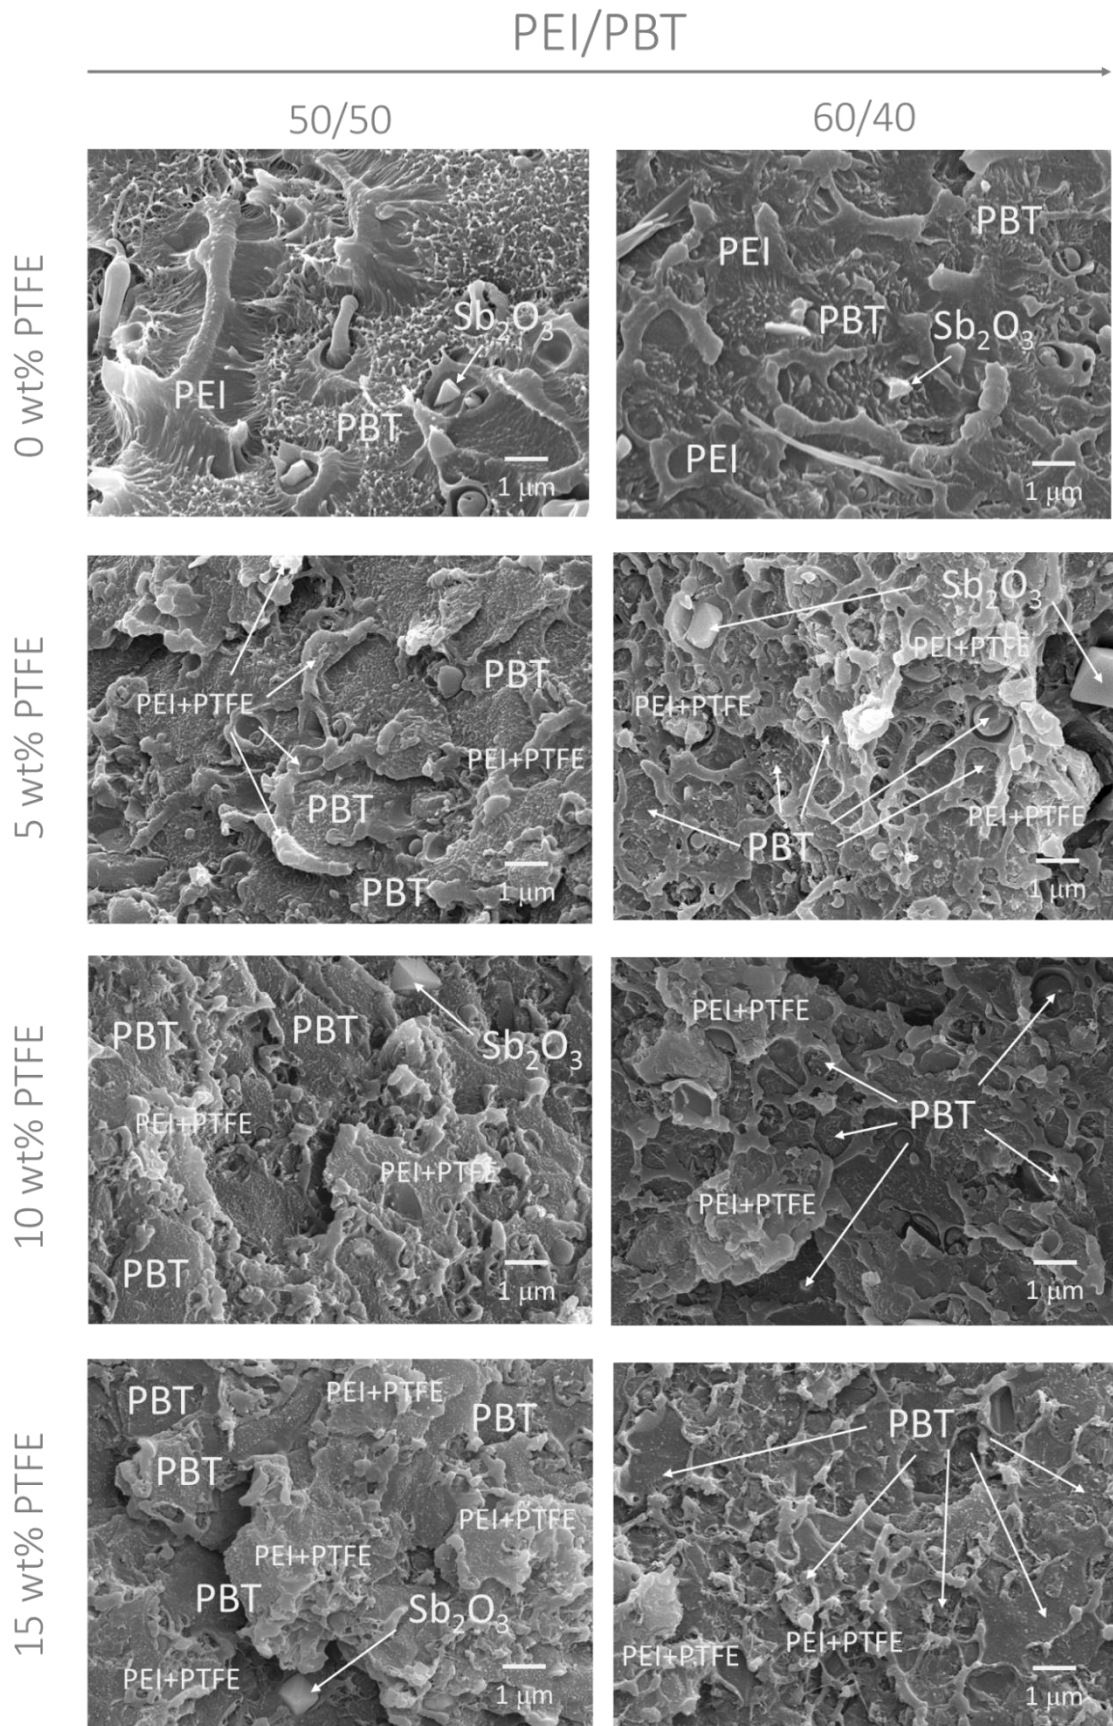 PEI/PBT
50/50
60/40
0 wt% PTFE
PEI
PBT
Sb₂O₃
1 μm
PEI
PBT
PBT
Sb₂O₃
PEI
1 μm
5 wt% PTFE
PEI+PTFE
PBT
PEI+PTFE
PBT
PBT
1 μm
Sb₂O₃
PEI+PTFE
PEI+PTFE
PEI+PTFE
PBT
1 μm
10 wt% PTFE
PBT
PBT
Sb₂O₃
PEI+PTFE
PEI+PTFE
PBT
1 μm
PEI+PTFE
PBT
PEI+PTFE
1 μm
15 wt% PTFE
PBT
PEI+PTFE
PBT
PBT
PEI+PTFE
PEI+PTFE
PBT
Sb₂O₃
PEI+PTFE
1 μm
PBT
PEI+PTFE
PEI+PTFE
1 μm